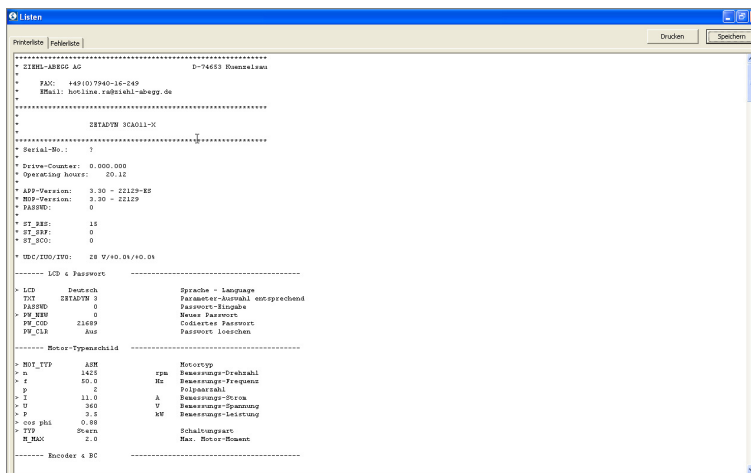 Listen
Drucken Speichern
Printerliste Fehlerliste
**************************************************************
* ZIEHL-ABEGG AG D-74653 Kuenzelsau
*
* FAX: +49(0)7940-16-249
* EMail: hotline.ra@ziehl-abegg.de
*
**************************************************************
*
* ZETADYN 3CA011-X
*
**************************************************************
* Serial-No.: ?
*
* Drive-Counter: 0.000.000
* Operating hours: 20.12
*
* APP-Version: 3.30 - 22129-ES
* MOP-Version: 3.30 - 22129
* PASSWD: 0
*
* ST_RES: 15
* ST_SRF: 0
* ST_SCO: 0
*
* UDC/IUO/IVO: 28 V/+0.0%/+0.0%
------- LCD & Passwort ----------------------------------------
> LCD Deutsch Sprache - Language
TXT ZETADYN 3 Parameter-Auswahl entsprechend
PASSWD 0 Passwort-Eingabe
> PW_NEW 0 Neues Passwort
PW_COD 21689 Codiertes Passwort
PW_CLR Aus Passwort loeschen
------- Motor-Typenschild ----------------------------------------
> MOT_TYP ASM Motortyp
> n 1425 rpm Bemessungs-Drehzahl
> f 50.0 Hz Bemessungs-Frequenz
p 2 Polpaarzahl
> I 11.0 A Bemessungs-Strom
> U 360 V Bemessungs-Spannung
> P 3.5 kW Bemessungs-Leistung
> cos phi 0.88
> TYP Stern Schaltungsart
M_MAX 2.0 Max. Motor-Moment
------- Encoder & BC ----------------------------------------